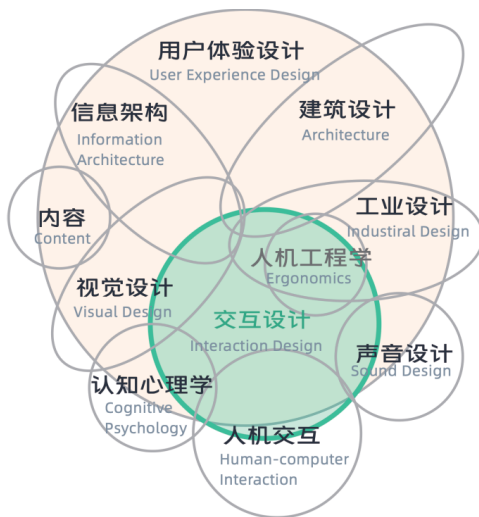 用户体验设计
User Experience Design
信息架构
Information
Architecture
建筑设计
Architecture
内容
Content
工业设计
Industiral Design
人机工程学
Ergonomics
视觉设计
Visual Design
交互设计
Interaction Design
声音设计
Sound Design
认知心理学
Cognitive
Psychology
人机交互
Human-computer
Interaction